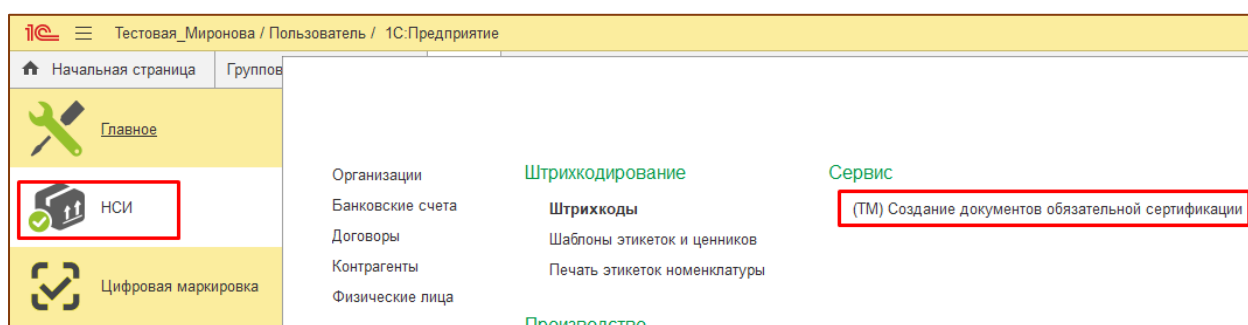 1С Тестовая_Миронова / Пользователь / 1С:Предприятие
Начальная страница Группов
Главное
НСИ
Цифровая маркировка
Организации
Банковские счета
Договоры
Контрагенты
Физические лица
Штрихкодирование
Штрихкоды
Шаблоны этикеток и ценников
Печать этикеток номенклатуры
Производство
Сервис
(ТМ) Создание документов обязательной сертификации